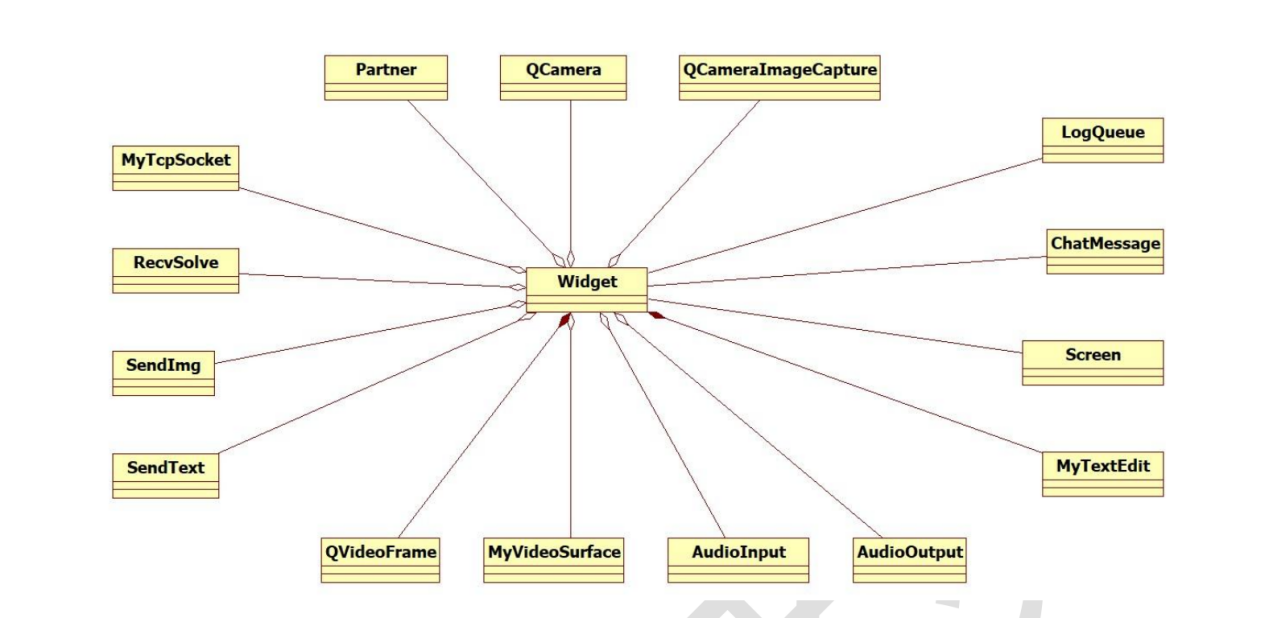 Partner
QCamera
QCameraImageCapture
LogQueue
MyTcpSocket
ChatMessage
RecvSolve
Widget
Screen
SendImg
MyTextEdit
SendText
QVideoFrame
MyVideoSurface
AudioInput
AudioOutput